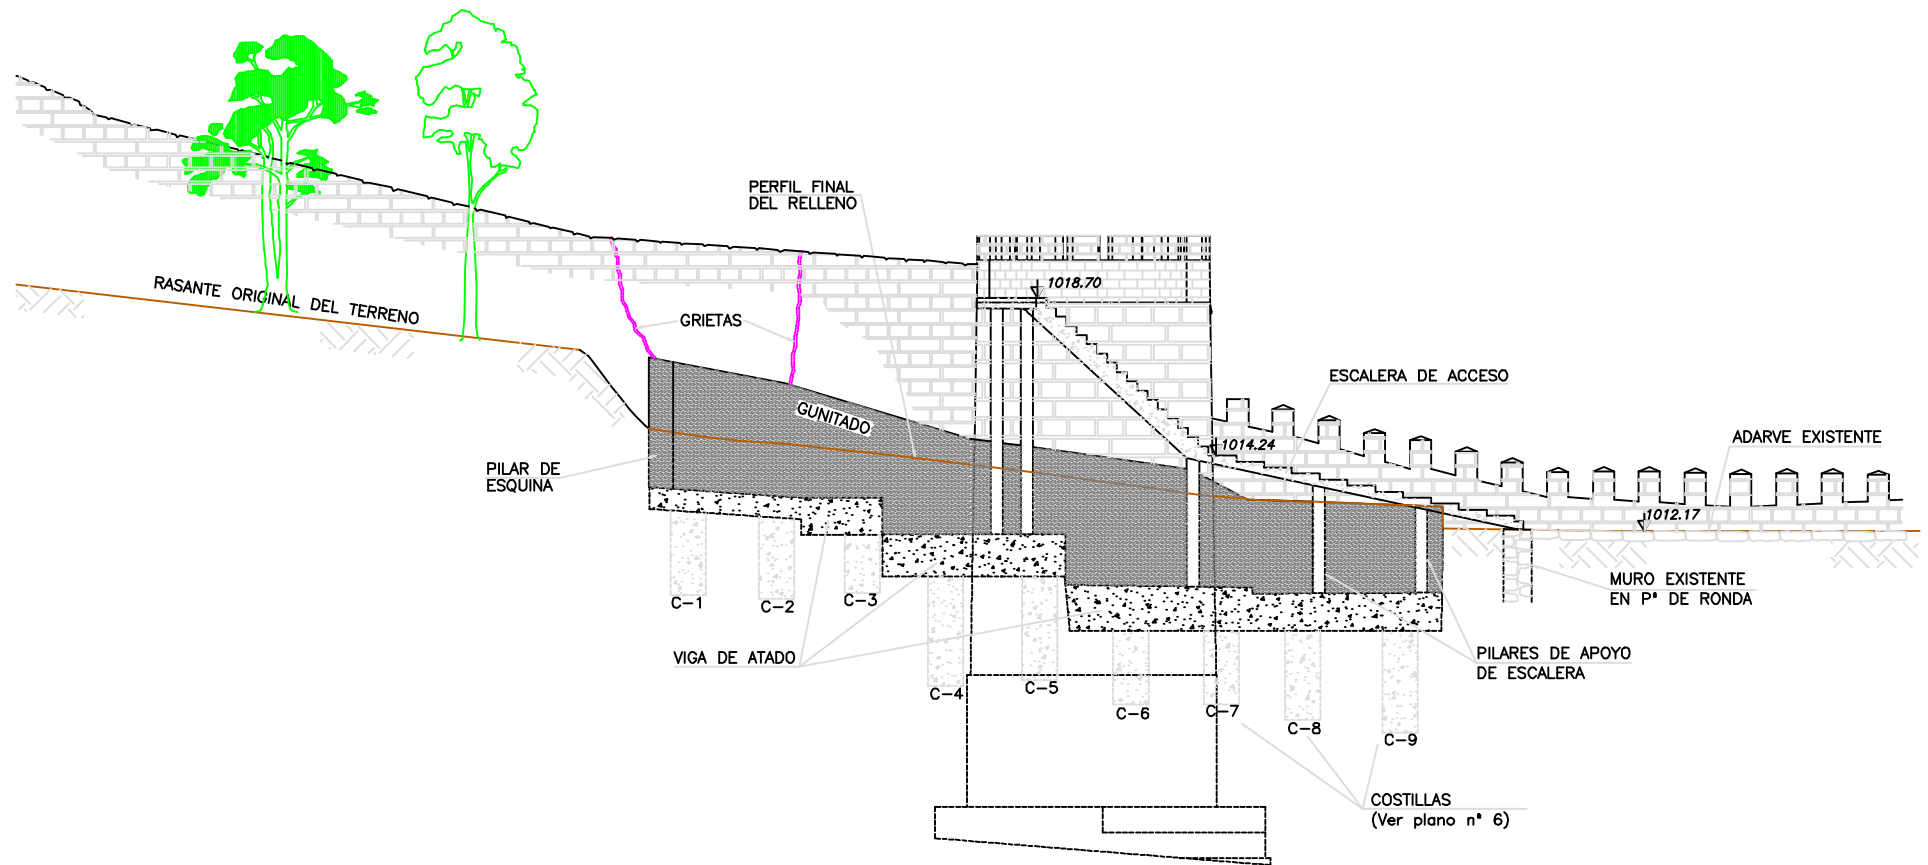 PERFIL FINAL
DEL RELLENO
RASANTE ORIGINAL DEL TERRENO
1018.70
GRIETAS
ESCALERA DE ACCESO
GUNITADO
ADARVE EXISTENTE
1014.24
PILAR DE
ESQUINA
1012.17
MURO EXISTENTE
EN Pº DE RONDA
C-1
C-2
C-3
VIGA DE ATADO
PILARES DE APOYO
DE ESCALERA
C-4
C-5
C-6
C-7
C-8
C-9
COSTILLAS
(Ver plano nº 6)